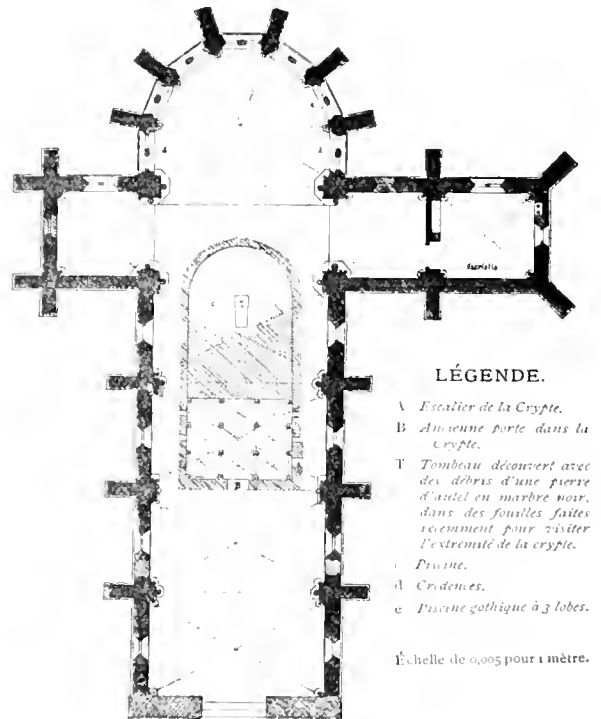 Sacristie
LÉGENDE.
A Escalier de la Crypte.
B Ancienne porte dans la
Crypte.
T Tombeau découvert avec
des débris d'une pierre
d'autel en marbre noir,
dans des fouilles faites
récemment pour visiter
l'extrémité de la crypte.
Piscine.
d Crédences.
e Piscine gothique à 3 lobes.
Échelle de 0,005 pour 1 mètre.
B